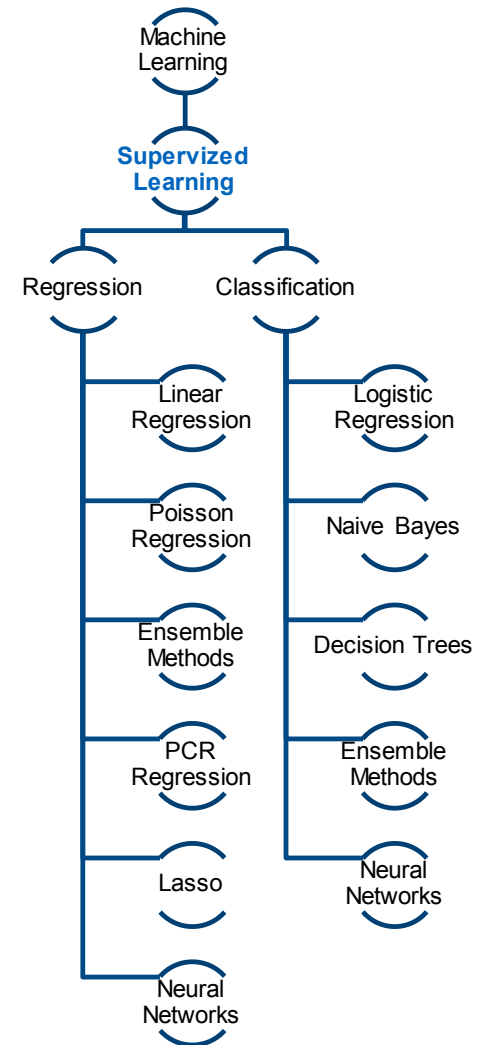 Machine
Learning
Supervized
Learning
Regression
Classification
Linear
Regression
Logistic
Regression
Poisson
Regression
Naive Bayes
Ensemble
Methods
Decision Trees
PCR
Regression
Ensemble
Methods
Lasso
Neural
Networks
Neural
Networks